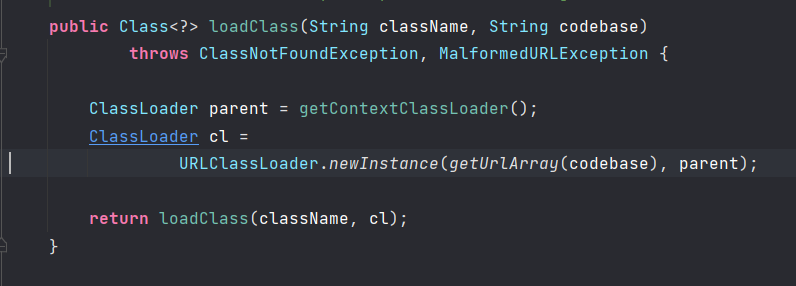 public Class<?> loadClass(String className, String codebase)
throws ClassNotFoundException, MalformedURLException {
ClassLoader parent = getContextClassLoader();
ClassLoader cl =
URLClassLoader.newInstance(getUrlArray(codebase), parent);
return loadClass(className, cl);
}